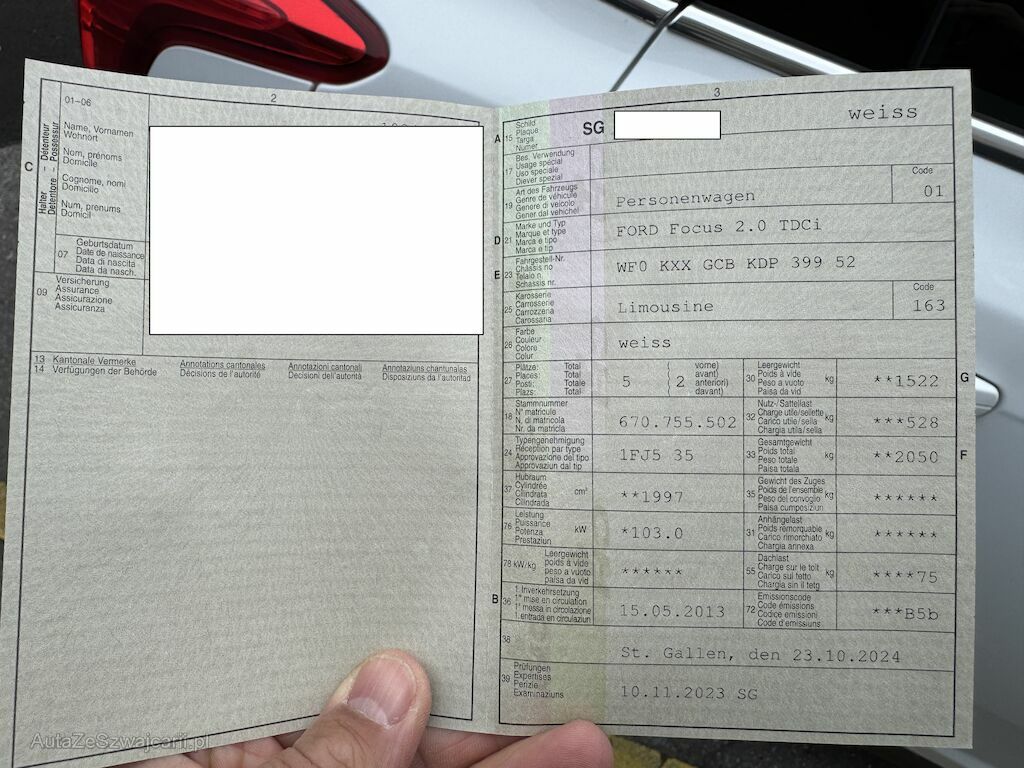 2
01-06
C
Halter - Détenteur
Detentore - Possessur
Name, Vornamen
Wohnort
Nom, prénoms
Domicile
Cognome, nomi
Domicilio
Num, prenums
Domicil
07
Geburtsdatum
Date de naissance
Data di nascita
Data da nasch.
09
Versicherung
Assurance
Assicurazione
Assicuranza
13 Kantonale Vermerke
14 Verfügungen der Behörde
Annotations cantonales
Décisions de l'autorité
Annotazioni cantonali
Decisioni dell'autorità
Annotaziuns chantunalas
Disposiziuns da l'autoritad
3
A 15
Schild
Plaque
Targa
Numer
SG
weiss
17
Bes. Verwendung
Usage spécial
Uso speciale
Diever spezial
19
Art des Fahrzeugs
Genre de véhicule
Genere di veicolo
Gener dal vehichel
Personenwagen
Code
01
D 21
Marke und Typ
Marque et type
Marca e tipo
Marca e tip
FORD Focus 2.0 TDCi
E 23
Fahrgestell-Nr.
Châssis no
Telaio n.
Schassis nr.
WF0 KXX GCB KDP 399 52
25
Karosserie
Carrosserie
Carrozzeria
Carossaria
Limousine
Code
163
26
Farbe
Couleur
Colore
Colur
weiss
27
Plätze: Total
Places: Total
Posti: Totale
Plazs: Total
5
( 2
vorne)
avant)
anteriori)
davant)
30
Leergewicht
Poids à vide
Peso a vuoto
Paisa da vid
kg
**1522
G
18
Stammnummer
N° matricule
N. di matricola
Nr. da matricla
670.755.502
32
Nutz-/Sattellast
Charge utile/sellette
Carico utile/sella
Chargia utila/sella
kg
***528
24
Typengenehmigung
Réception par type
Approvazione del tipo
Approvaziun dal tip
1FJ5 35
33
Gesamtgewicht
Poids total
Peso totale
Paisa totala
kg
**2050
F
37
Hubraum
Cylindrée
Cilindrata
Cilindrada
cm³
**1997
35
Gewicht des Zuges
Poids de l'ensemble
Peso del convoglio
Paisa cumposiziun
kg
******
76
Leistung
Puissance
Potenza
Prestaziun
kW
*103.0
31
Anhängelast
Poids remorquable
Carico rimorchiato
Chargia annexa
kg
******
78 kW/kg
Leergewicht
poids à vide
peso a vuoto
paisa da vid
******
55
Dachlast
Charge sur le toit
Carico sul tetto
Chargia sin il tetg
kg
****75
B 36
1. Inverkehrsetzung
1re mise en circulation
1a messa in circolazione
1. entrada en circulaziun
15.05.2013
72
Emissionscode
Code émissions
Codice emissioni
Code d'emissiuns
***B5b
38
St. Gallen, den 23.10.2024
39
Prüfungen
Expertises
Perizie
Examinaziuns
10.11.2023 SG
AutaZeSzwajcarii.pl